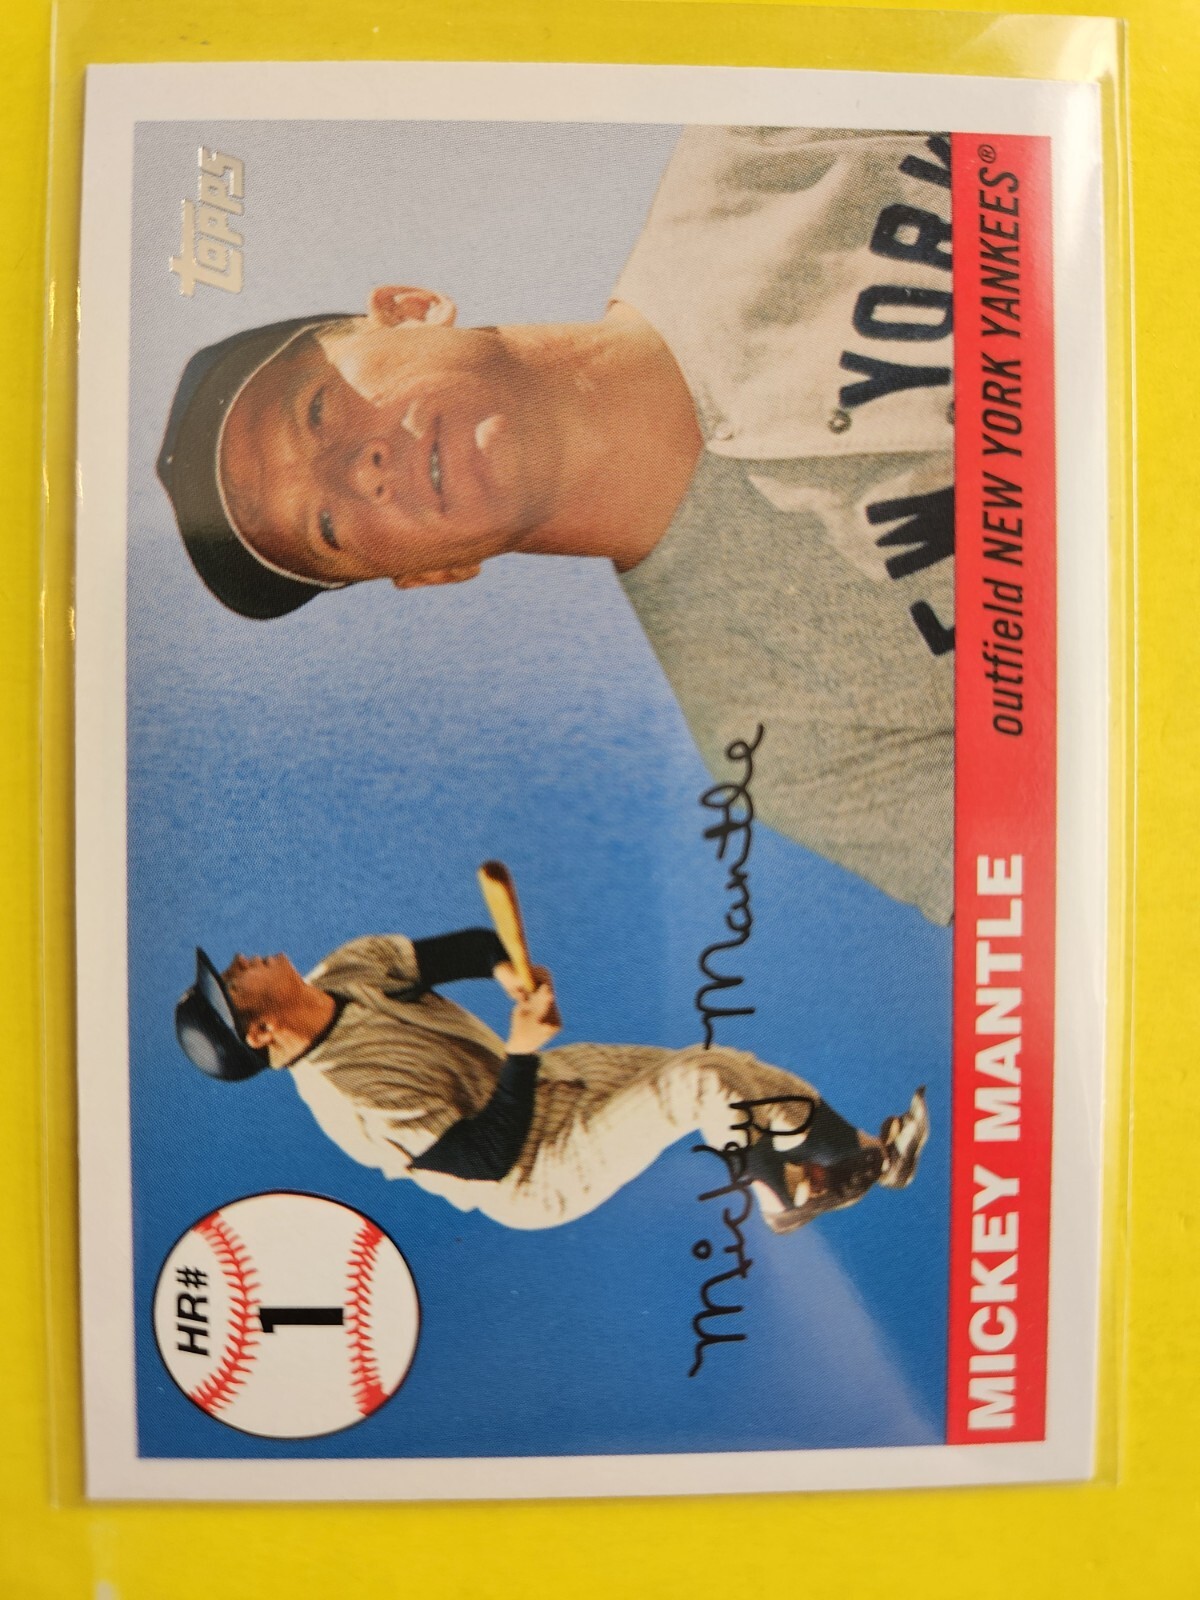 Topps
HR#
1
NEW YORK
Mickey Mantle
MICKEY MANTLE outfield NEW YORK YANKEES®